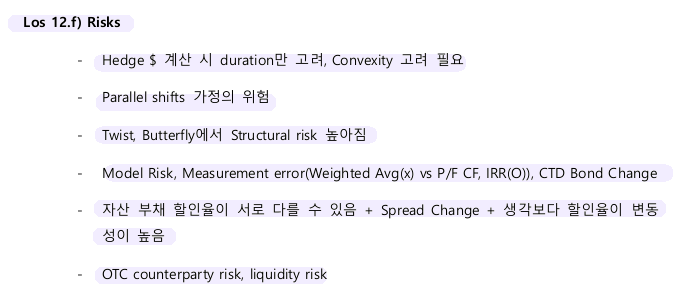 Los 12.f) Risks
- Hedge $ 계산 시 duration만 고려, Convexity 고려 필요
- Parallel shifts 가정의 위험
- Twist, Butterfly에서 Structural risk 높아짐
- Model Risk, Measurement error(Weighted Avg(x) vs P/F CF, IRR(O)), CTD Bond Change
- 자산 부채 할인율이 서로 다를 수 있음 + Spread Change + 생각보다 할인율이 변동
성이 높음
- OTC counterparty risk, liquidity risk